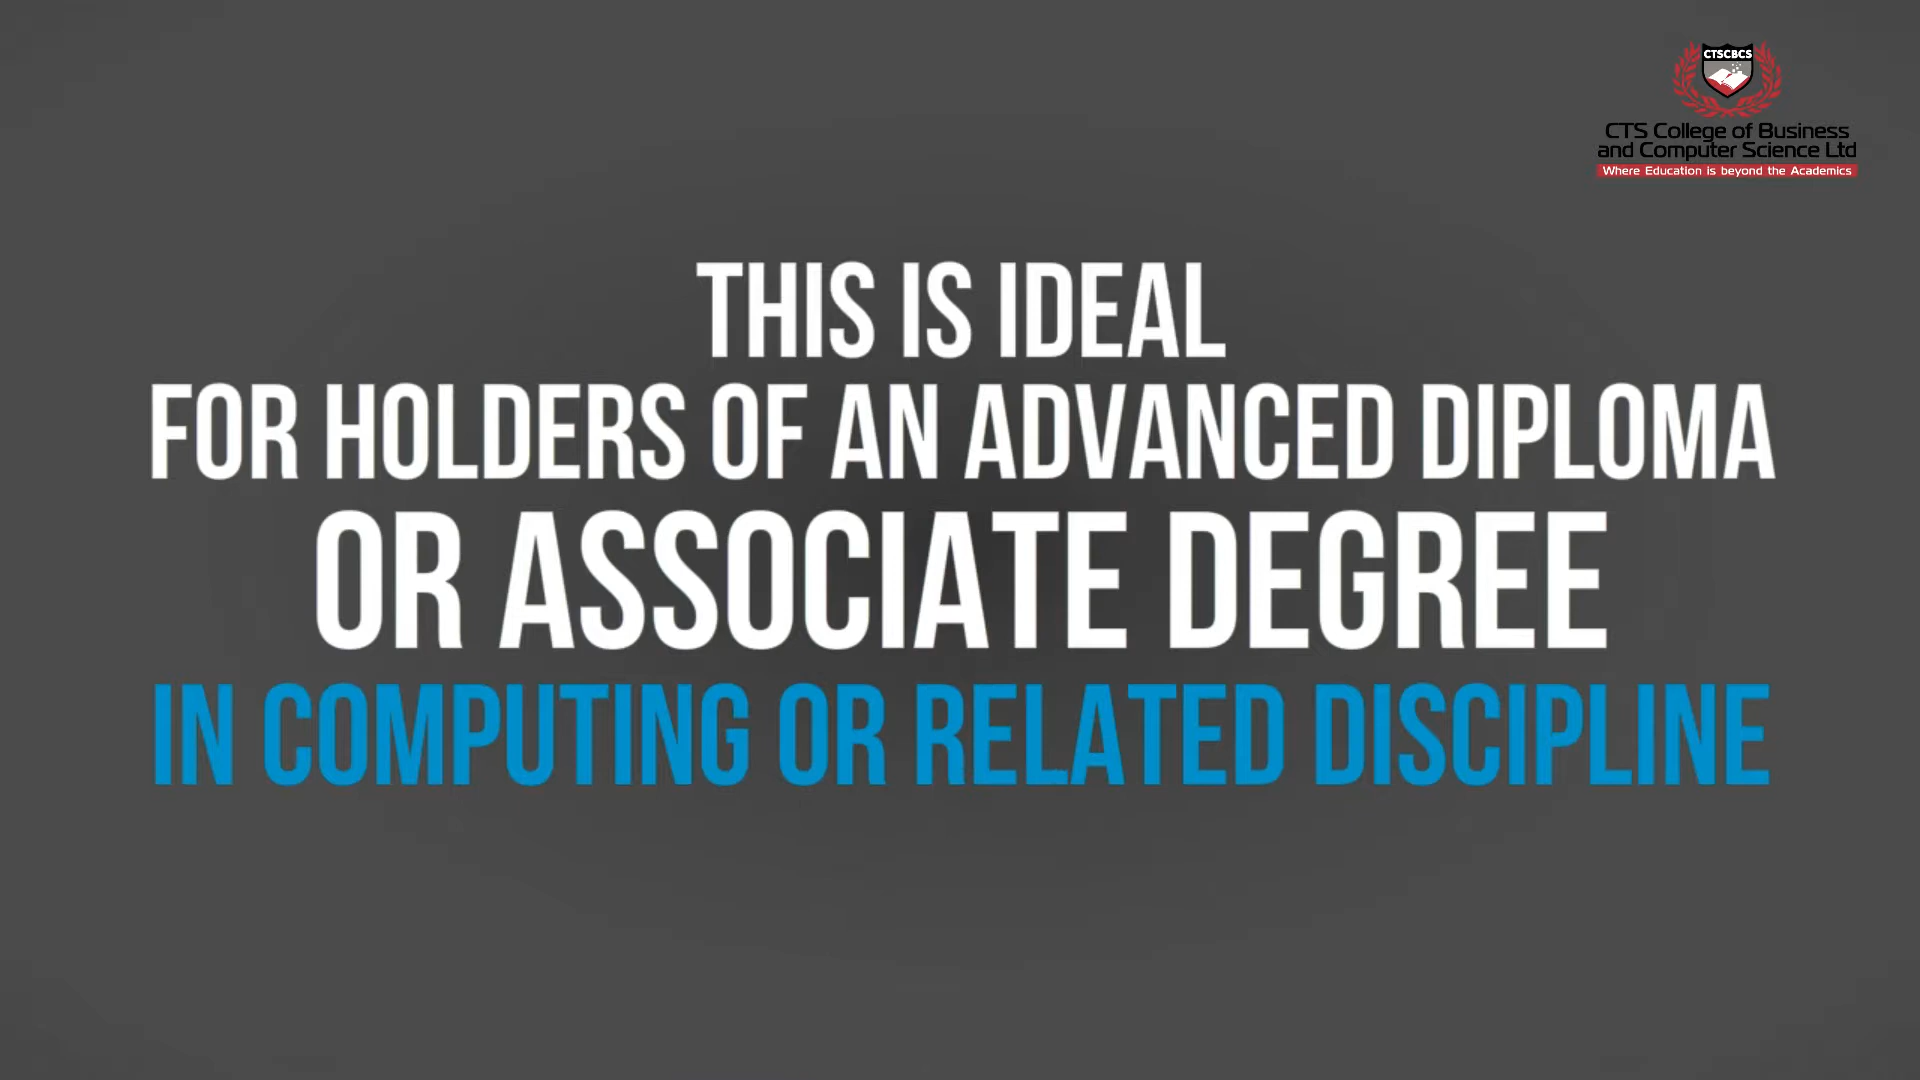 CTSCBCS
CTS College of Business
and Computer Science Ltd
Where Education is beyond the Academics
THIS IS IDEAL
FOR HOLDERS OF AN ADVANCED DIPLOMA
OR ASSOCIATE DEGREE
IN COMPUTING OR RELATED DISCIPLINE